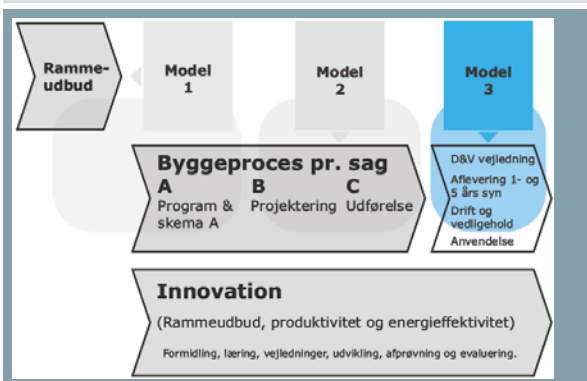 Ramme-
udbud
Model
1
Model
2
Model
3
Byggeproces pr. sag
A
B
C
Program &
skema A
Projektering
Udførelse
D&V vejledning
Aflevering 1- og
5 års syn
Drift og
vedligehold
Anvendelse
Innovation
(Rammeudbud, produktivitet og energieffektivitet)
Formidling, læring, vejledninger, udvikling, afprøvning og evaluering.